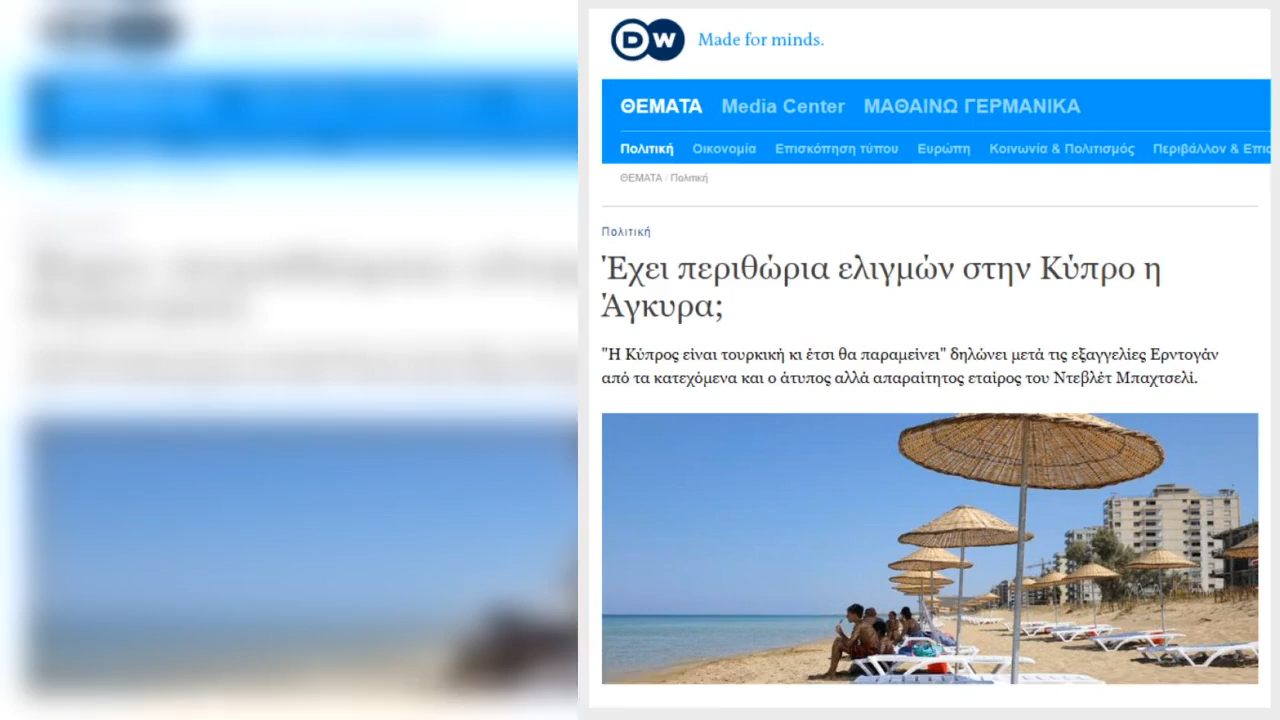 DW Made for minds.
ΘΕΜΑΤΑ Media Center ΜΑΘΑΙΝΩ ΓΕΡΜΑΝΙΚΑ
Πολιτική Οικονομία Επισκόπηση τύπου Ευρώπη Κοινωνία & Πολιτισμός Περιβάλλον &
ΘΕΜΑΤΑ / Πολιτική
Πολιτική
Έχει περιθώρια ελιγμών στην Κύπρο η
Άγκυρα;
"Η Κύπρος είναι τουρκική κι έτσι θα παραμείνει" δηλώνει μετά τις εξαγγελίες Ερντογάν
από τα κατεχόμενα και ο άτυπος αλλά απαραίτητος εταίρος του Ντεβλέτ Μπαχτσελί.